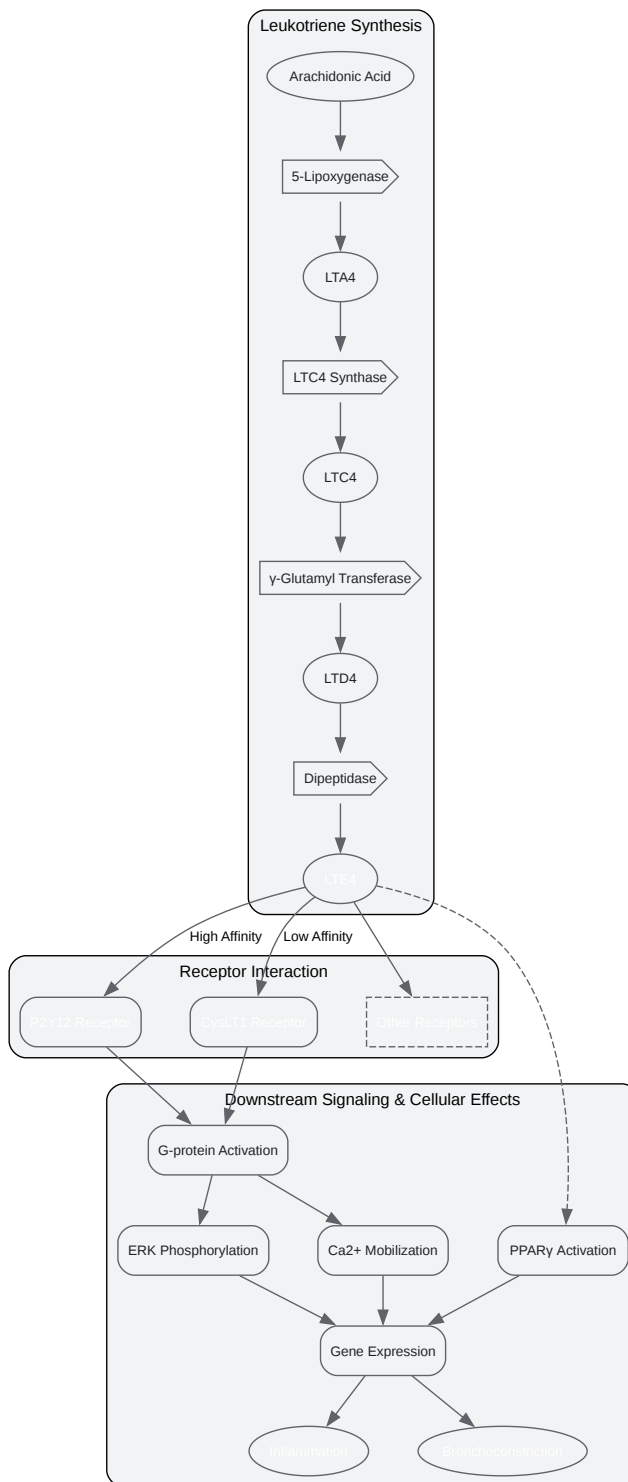 Leukotriene Synthesis
Arachidonic Acid
5-Lipoxygenase
LTA4
LTC4 Synthase
LTC4
γ-Glutamyl Transferase
LTD4
Dipeptidase
LTE4
High Affinity
Low Affinity
Receptor Interaction
P2Y12 Receptor
CysLT1 Receptor
Other Receptors
Downstream Signaling & Cellular Effects
G-protein Activation
ERK Phosphorylation
Ca2+ Mobilization
PPARγ Activation
Gene Expression
Inflammation
Bronchoconstriction